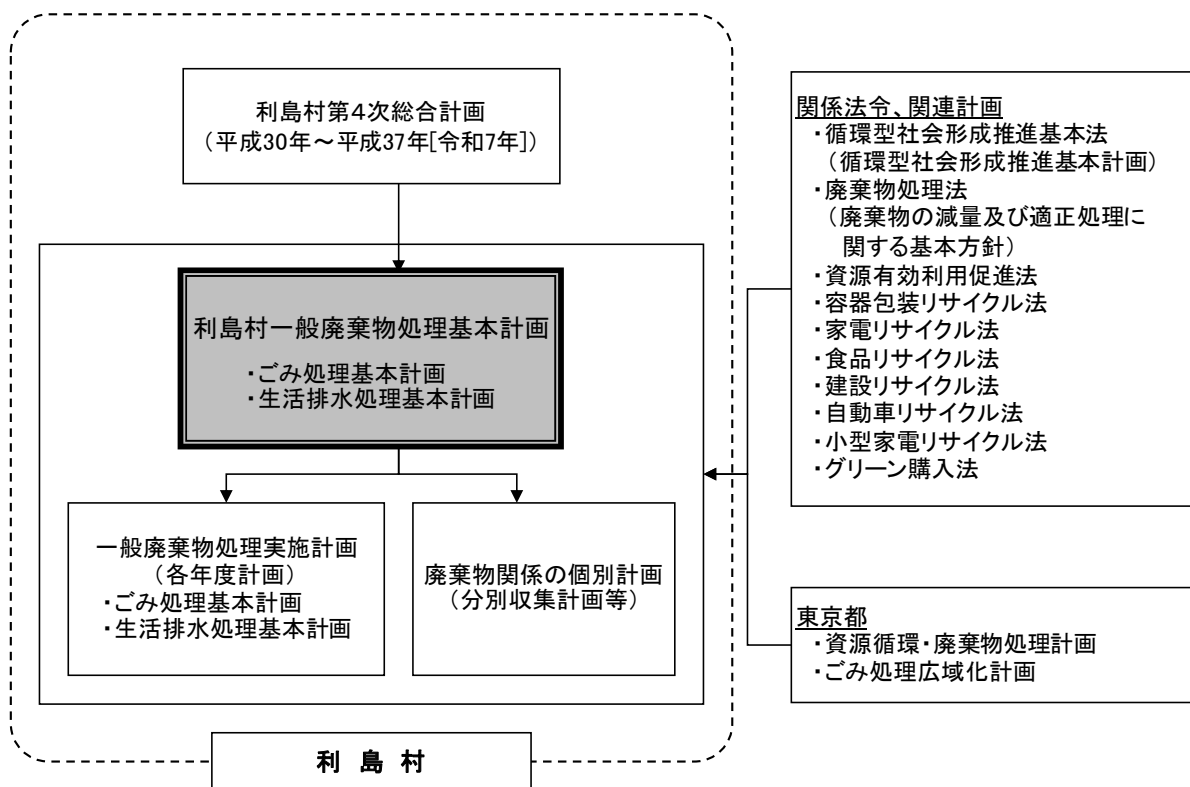 利島村第4次総合計画
（平成30年～平成37年[令和7年]）
利島村一般廃棄物処理基本計画
・ごみ処理基本計画
・生活排水処理基本計画
一般廃棄物処理実施計画
（各年度計画）
・ごみ処理基本計画
・生活排水処理基本計画
廃棄物関係の個別計画
（分別収集計画等）
利 島 村
関係法令、関連計画
・循環型社会形成推進基本法
（循環型社会形成推進基本計画）
・廃棄物処理法
（廃棄物の減量及び適正処理に
関する基本方針）
・資源有効利用促進法
・容器包装リサイクル法
・家電リサイクル法
・食品リサイクル法
・建設リサイクル法
・自動車リサイクル法
・小型家電リサイクル法
・グリーン購入法
東京都
・資源循環・廃棄物処理計画
・ごみ処理広域化計画